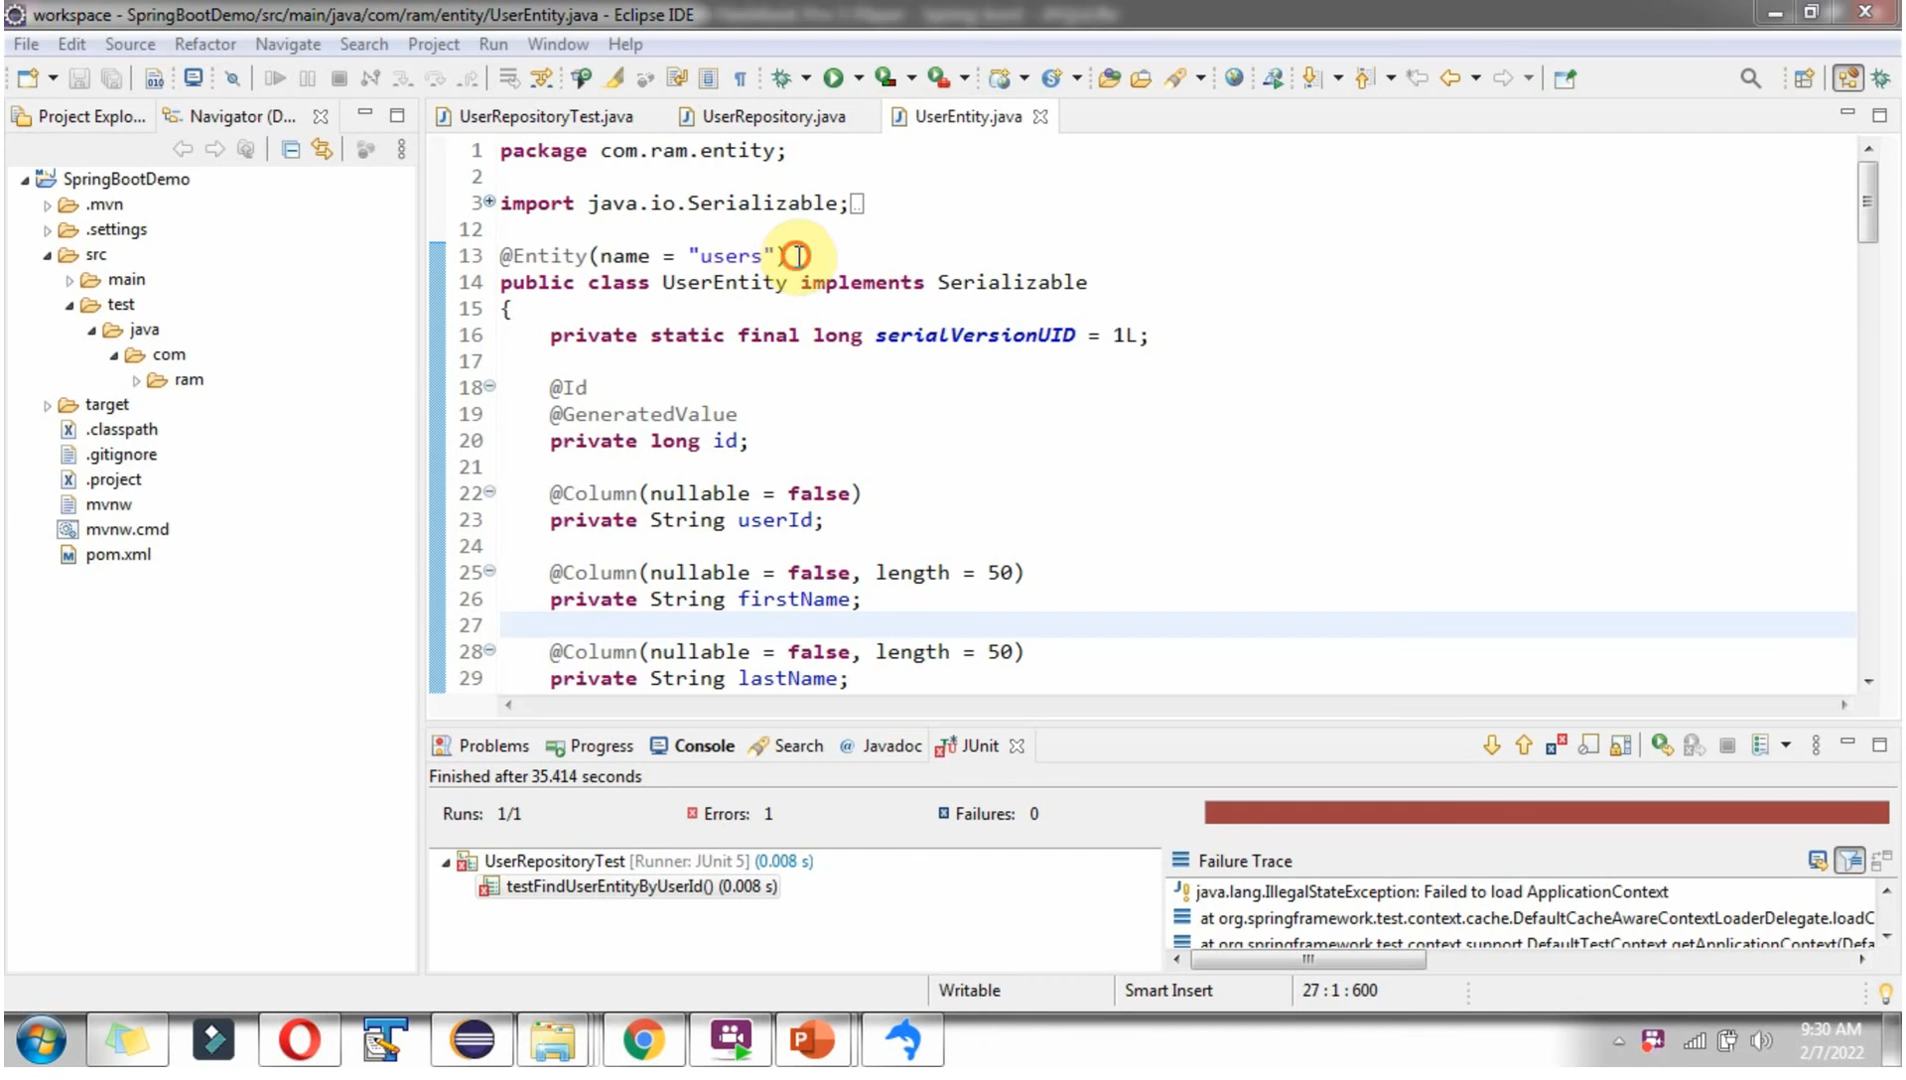 workspace - SpringBootDemo/src/main/java/com/ram/entity/UserEntity.java - Eclipse IDE
File Edit Source Refactor Navigate Search Project Run Window Help
Project Explo... Navigator (D...
UserRepositoryTest.java UserRepository.java UserEntity.java
SpringBootDemo
.mvn
.settings
src
main
test
java
com
ram
target
.classpath
.gitignore
.project
mvnw
mvnw.cmd
pom.xml
1 package com.ram.entity;
2
3 import java.io.Serializable;
12
13 @Entity(name = "users")
14 public class UserEntity implements Serializable
15 {
16 private static final long serialVersionUID = 1L;
17
18 @Id
19 @GeneratedValue
20 private long id;
21
22 @Column(nullable = false)
23 private String userId;
24
25 @Column(nullable = false, length = 50)
26 private String firstName;
27
28 @Column(nullable = false, length = 50)
29 private String lastName;
Problems Progress Console Search @ Javadoc JUnit
Finished after 35.414 seconds
Runs: 1/1 Errors: 1 Failures: 0
UserRepositoryTest [Runner: JUnit 5] (0.008 s)
testFindUserEntityByUserId() (0.008 s)
Failure Trace
java.lang.IllegalStateException: Failed to load ApplicationContext
at org.springframework.test.context.cache.DefaultCacheAwareContextLoaderDelegate.loadC
at org.springframework.test.context.support.DefaultTestContext.getApplicationContext(Defa
Writable Smart Insert 27 : 1 : 600
9:30 AM
2/7/2022